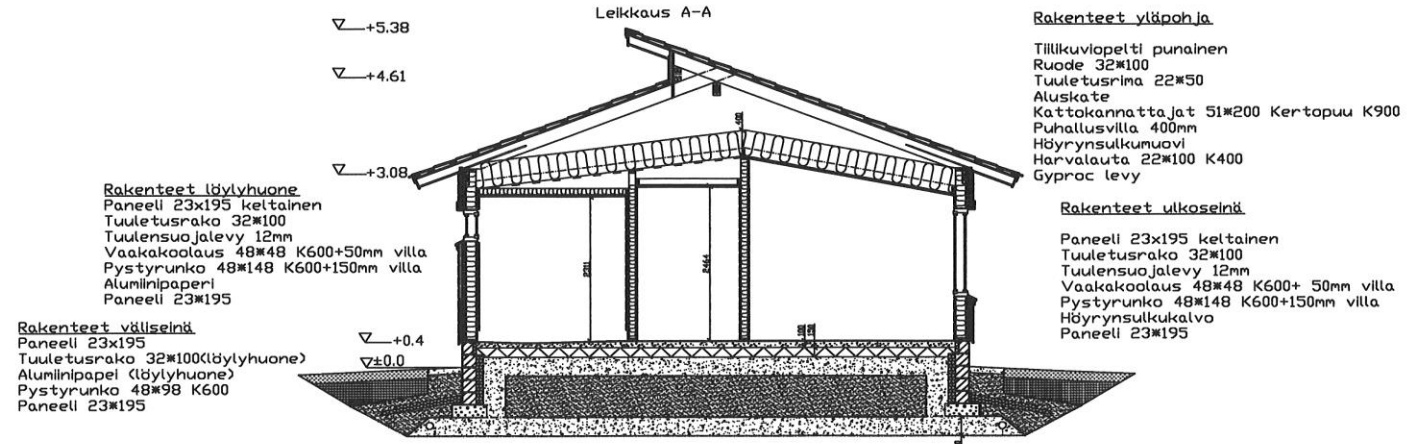 Leikkaus A-A
+5.38
+4.61
+3.08
+0.4
±0.0
Rakenteet yläpohja
Tiilikuviopelti punainen
Ruode 32*100
Tuuletusrima 22*50
Aluskate
Kattokannattajat 51*200 Kertopuu K900
Puhallusvilla 400mm
Höyrynsulkumuovi
Harvalauta 22*100 K400
Gyproc levy
Rakenteet löylyhuone
Paneeli 23x195 keltainen
Tuuletusrako 32*100
Tuulensuojalevy 12mm
Vaakakoolaus 48*48 K600+50mm villa
Pystyrunko 48*148 K600+150mm villa
Alumiinipaperi
Paneeli 23*195
Rakenteet ulkoseinä
Paneeli 23x195 keltainen
Tuuletusrako 32*100
Tuulensuojalevy 12mm
Vaakakoolaus 48*48 K600+ 50mm villa
Pystyrunko 48*148 K600+150mm villa
Höyrynsulkukalvo
Paneeli 23*195
Rakenteet väliseinä
Paneeli 23x195
Tuuletusrako 32*100(löylyhuone)
Alumiinipapei (löylyhuone)
Pystyrunko 48*98 K600
Paneeli 23*195
400
2311
2464
100
150